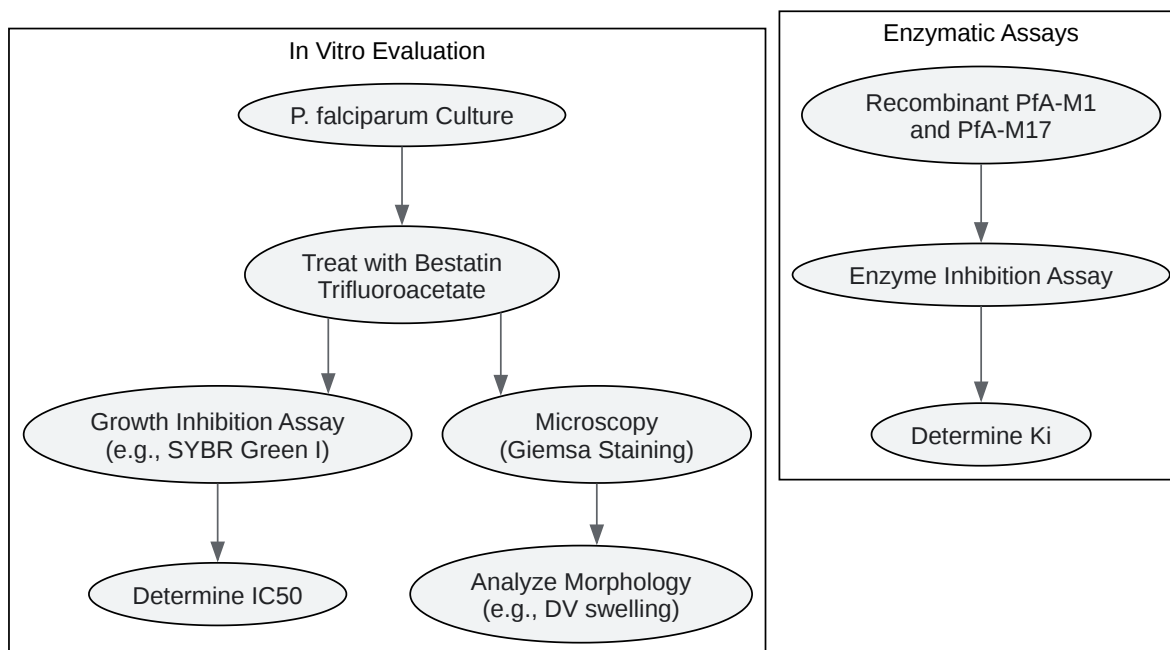 In Vitro Evaluation
P. falciparum Culture
Treat with Bestatin
Trifluoroacetate
Growth Inhibition Assay
(e.g., SYBR Green I)
Microscopy
(Giemsa Staining)
Determine IC50
Analyze Morphology
(e.g., DV swelling)
Enzymatic Assays
Recombinant PfA-M1
and PfA-M17
Enzyme Inhibition Assay
Determine Ki